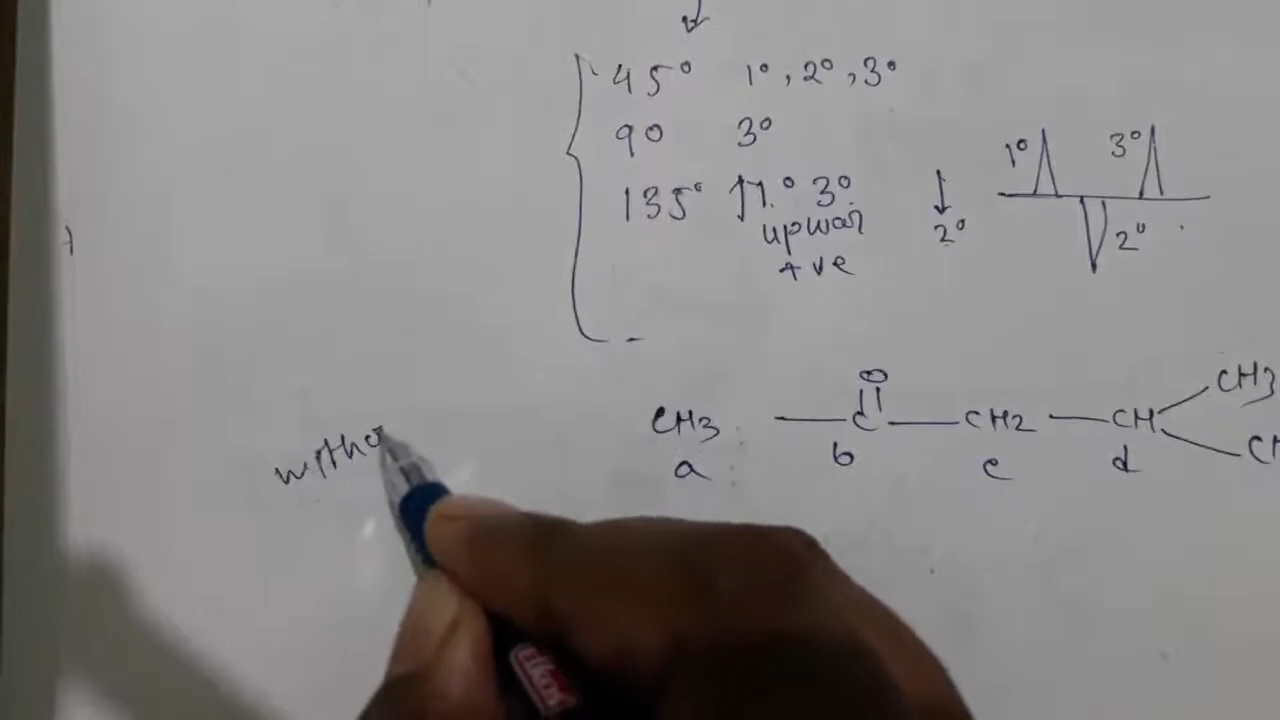 45° 1°, 2°, 3°
90 3°
135° ↑1° 3° ↓
upwar 2°
+ve
1° 3°
2°
O
CH3 — C — CH2 — CH CH3
a b c d
witho
elkos